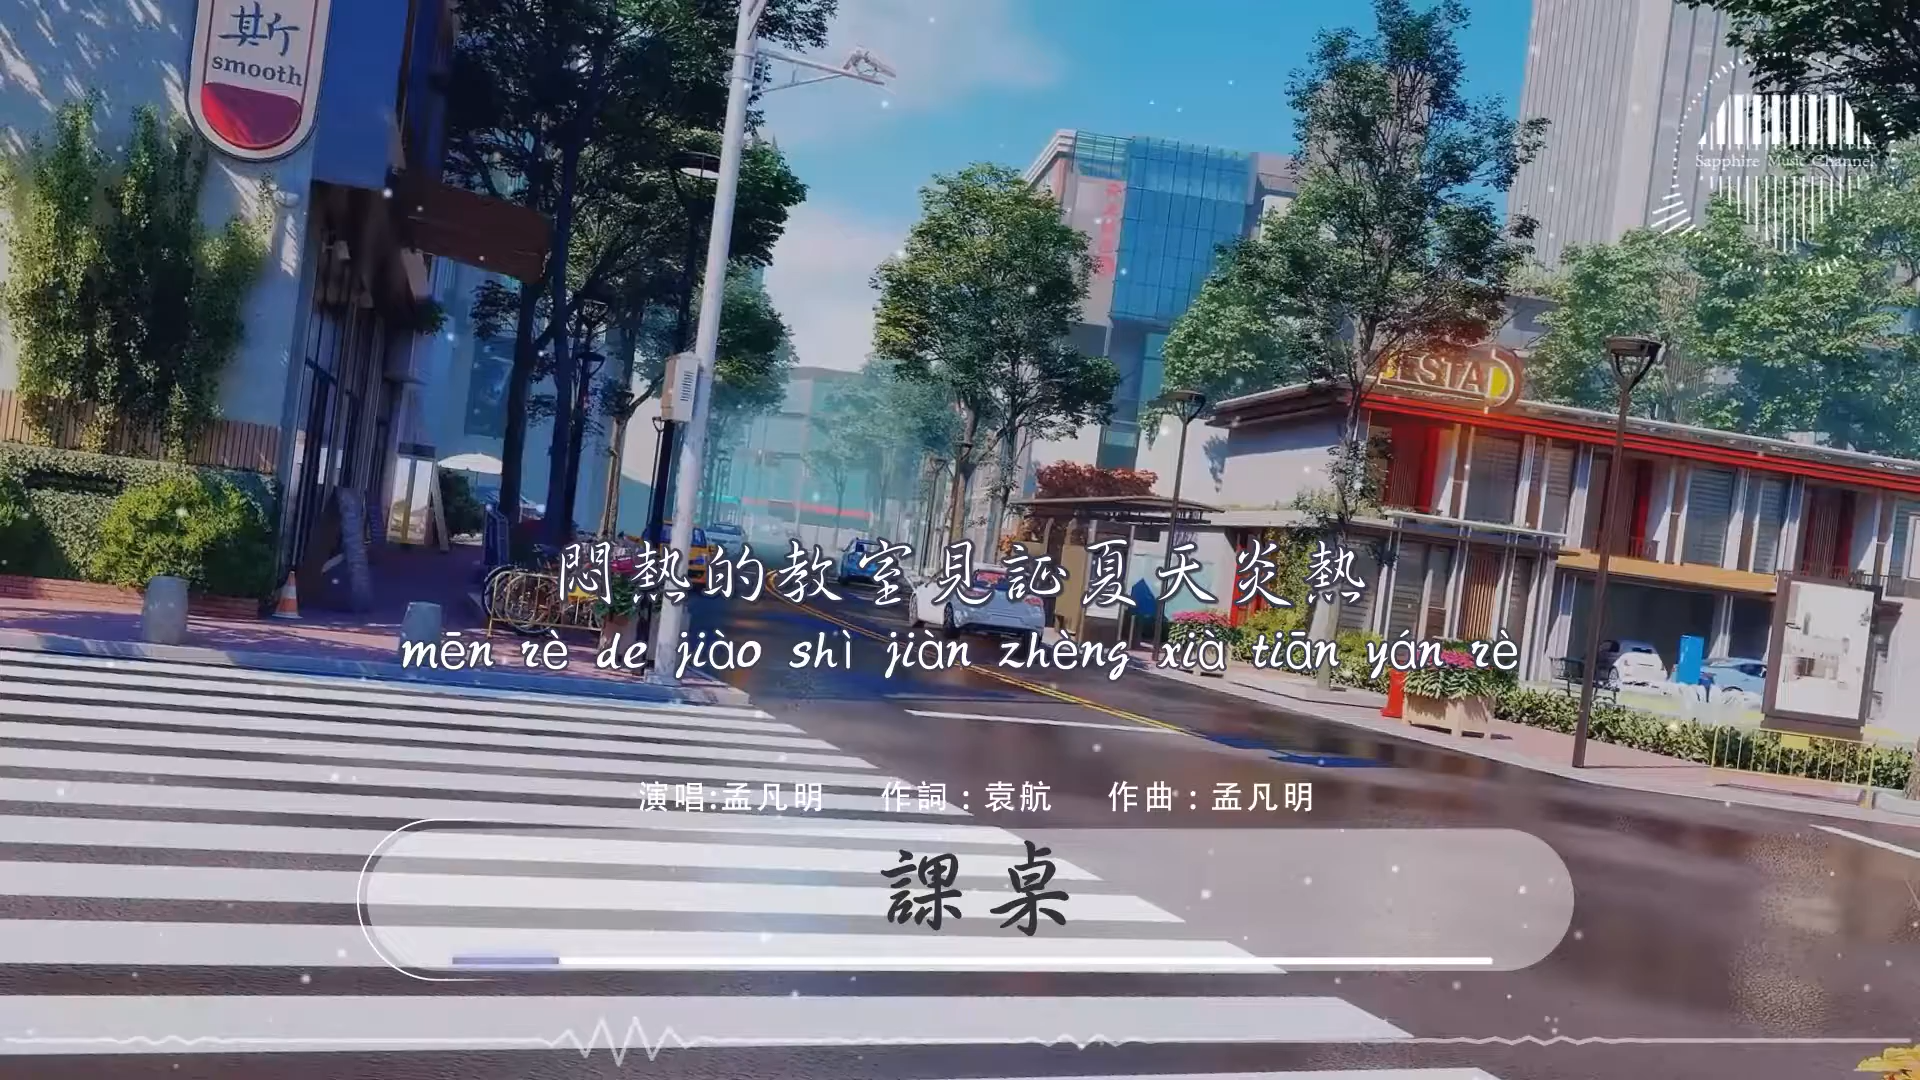 斯
smooth
Sapphire Music Channel
悶熱的教室見証夏天炎熱
mēn rè de jiào shì jiàn zhèng xià tiān yán rè
演唱:孟凡明 作詞：袁航 作曲：孟凡明
課桌